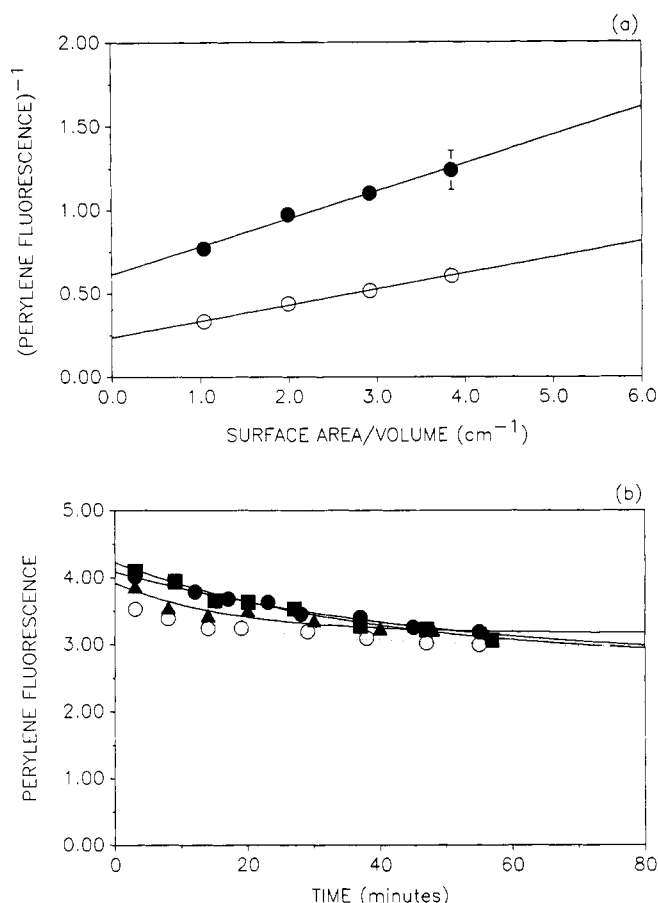 (a)
2.00
1.50
1.00
0.50
0.00
(PERYLENE FLUORESCENCE)⁻¹
0.0 1.0 2.0 3.0 4.0 5.0 6.0
SURFACE AREA/VOLUME (cm⁻¹)
(b)
5.00
4.00
3.00
2.00
1.00
0.00
PERYLENE FLUORESCENCE
0 20 40 60 80
TIME (minutes)